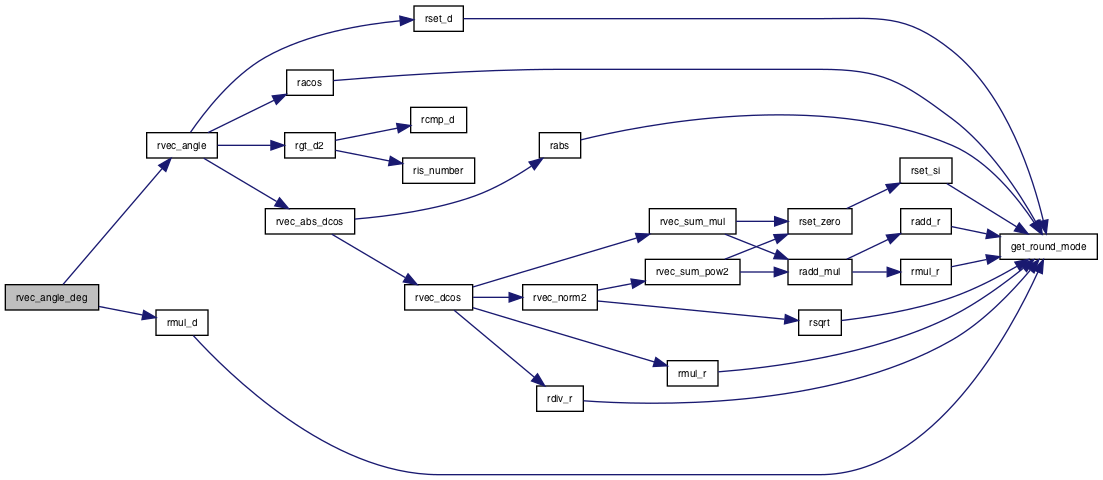 rvec_angle_deg
rvec_angle
rmul_d
rset_d
racos
rgt_d2
rvec_abs_dcos
rcmp_d
ris_number
rvec_dcos
rabs
rvec_norm2
rdiv_r
rvec_sum_mul
rvec_sum_pow2
rmul_r
rset_zero
radd_mul
rsqrt
rset_si
radd_r
rmul_r
get_round_mode